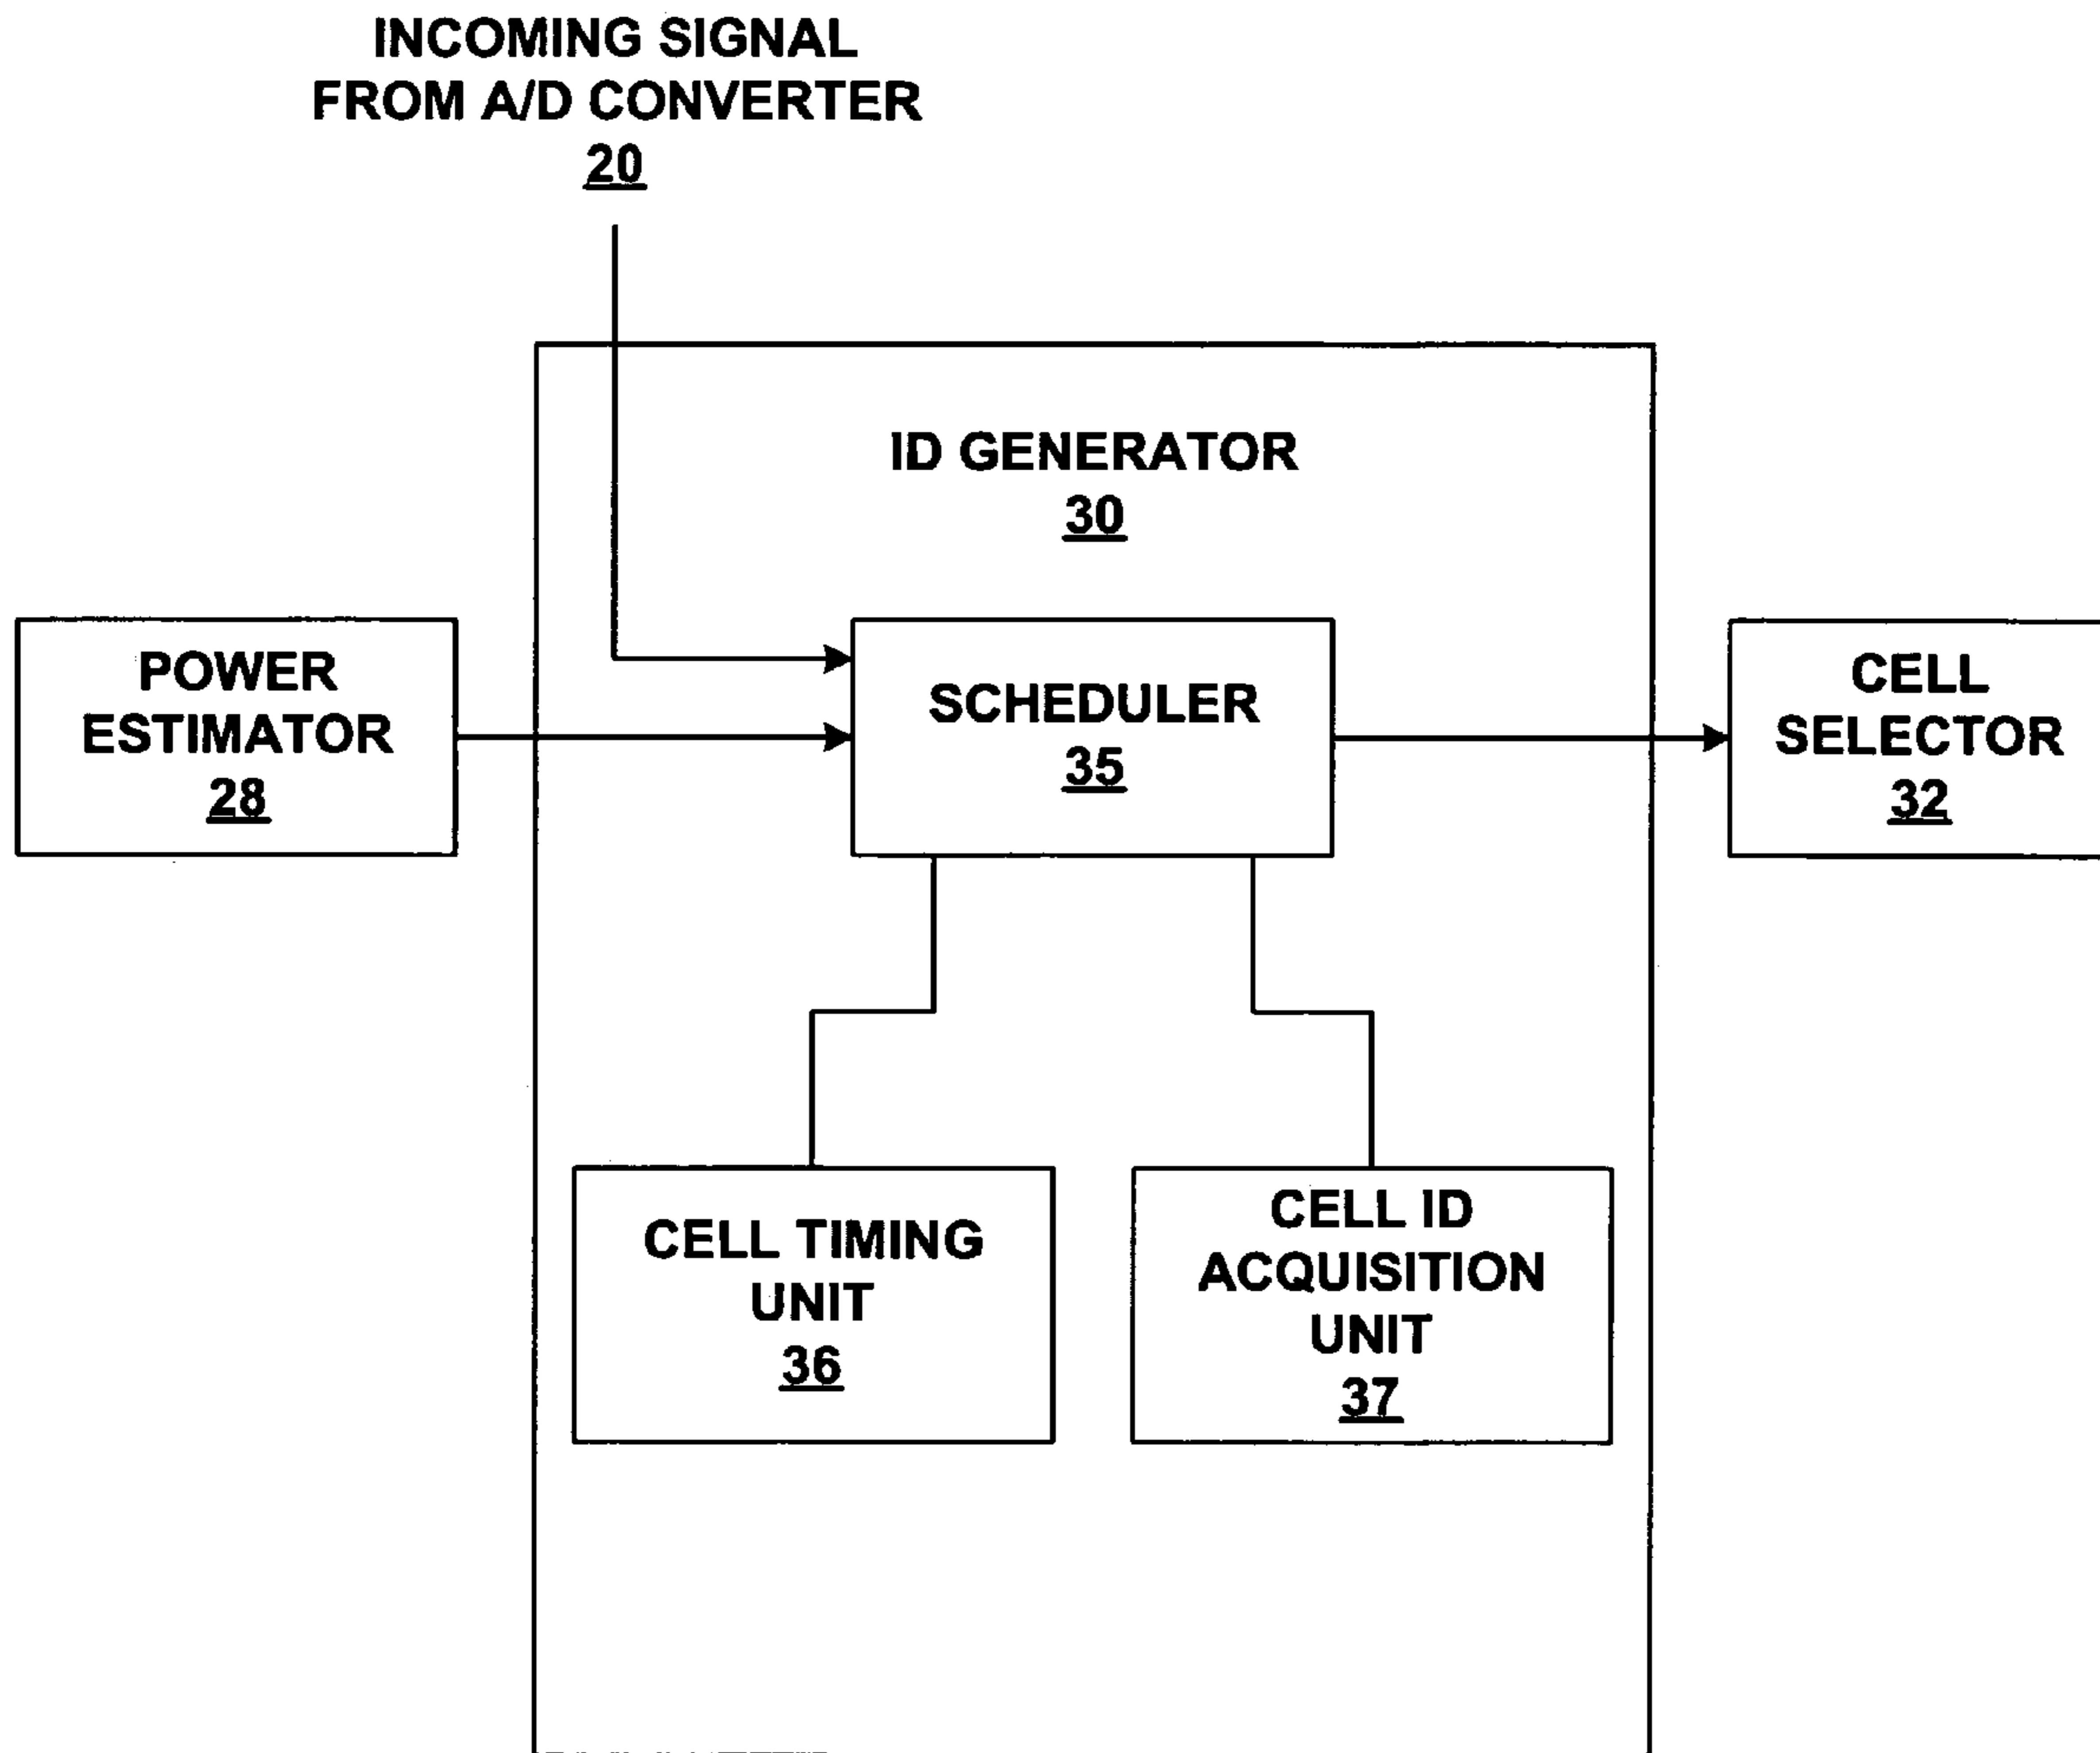 INCOMING SIGNAL
FROM A/D CONVERTER
20
ID GENERATOR
30
POWER
ESTIMATOR
28
SCHEDULER
35
CELL
SELECTOR
32
CELL TIMING
UNIT
36
CELL ID
ACQUISITION
UNIT
37